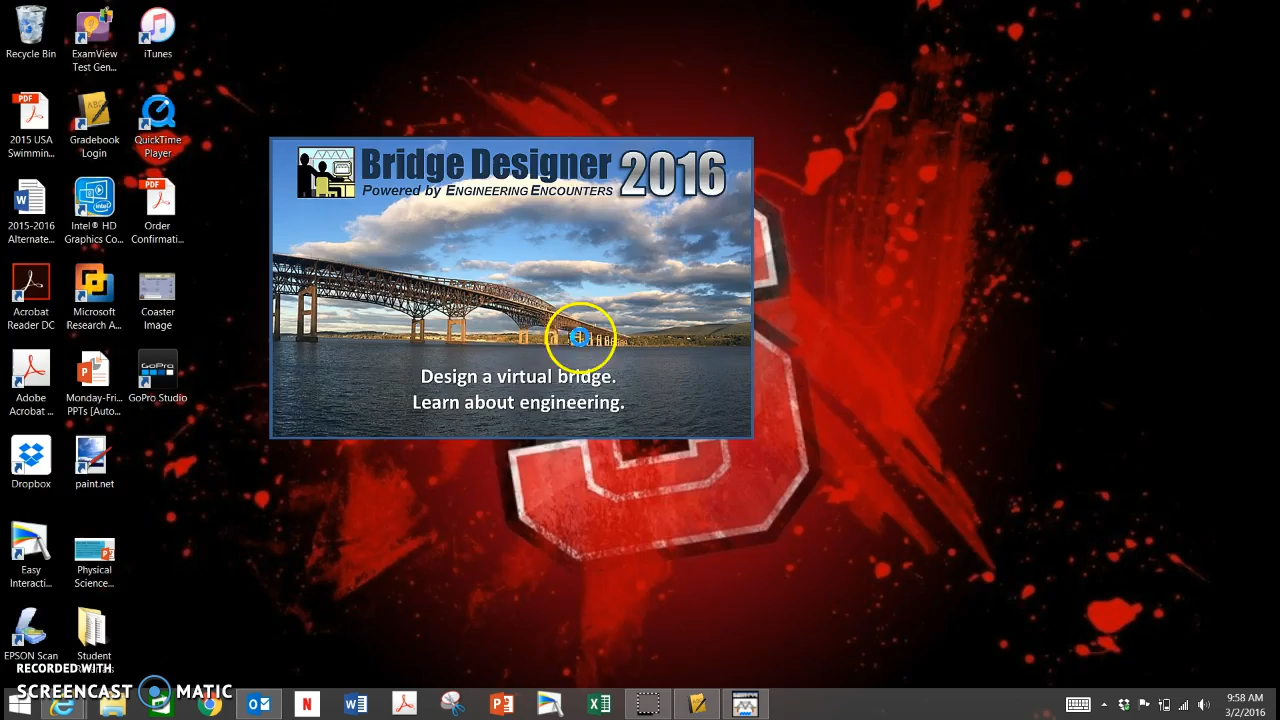 Recycle Bin
ExamView
Test Gen...
iTunes
2015 USA
Swimmin...
Gradebook
Login
QuickTime
Player
2015-2016
Alternate...
Intel® HD
Graphics Co...
Order
Confirmati...
Acrobat
Reader DC
Microsoft
Research A...
Coaster
Image
Adobe
Acrobat ...
Monday-Fri...
PPTs [Auto...
GoPro Studio
Dropbox
paint.net
Easy
Interacti...
Physical
Science...
EPSON Scan
Student
Bridge Designer 2016
Powered by ENGINEERING ENCOUNTERS
Design a virtual bridge.
Learn about engineering.
RECORDED WITH
SCREENCAST MATIC
9:58 AM
3/2/2016